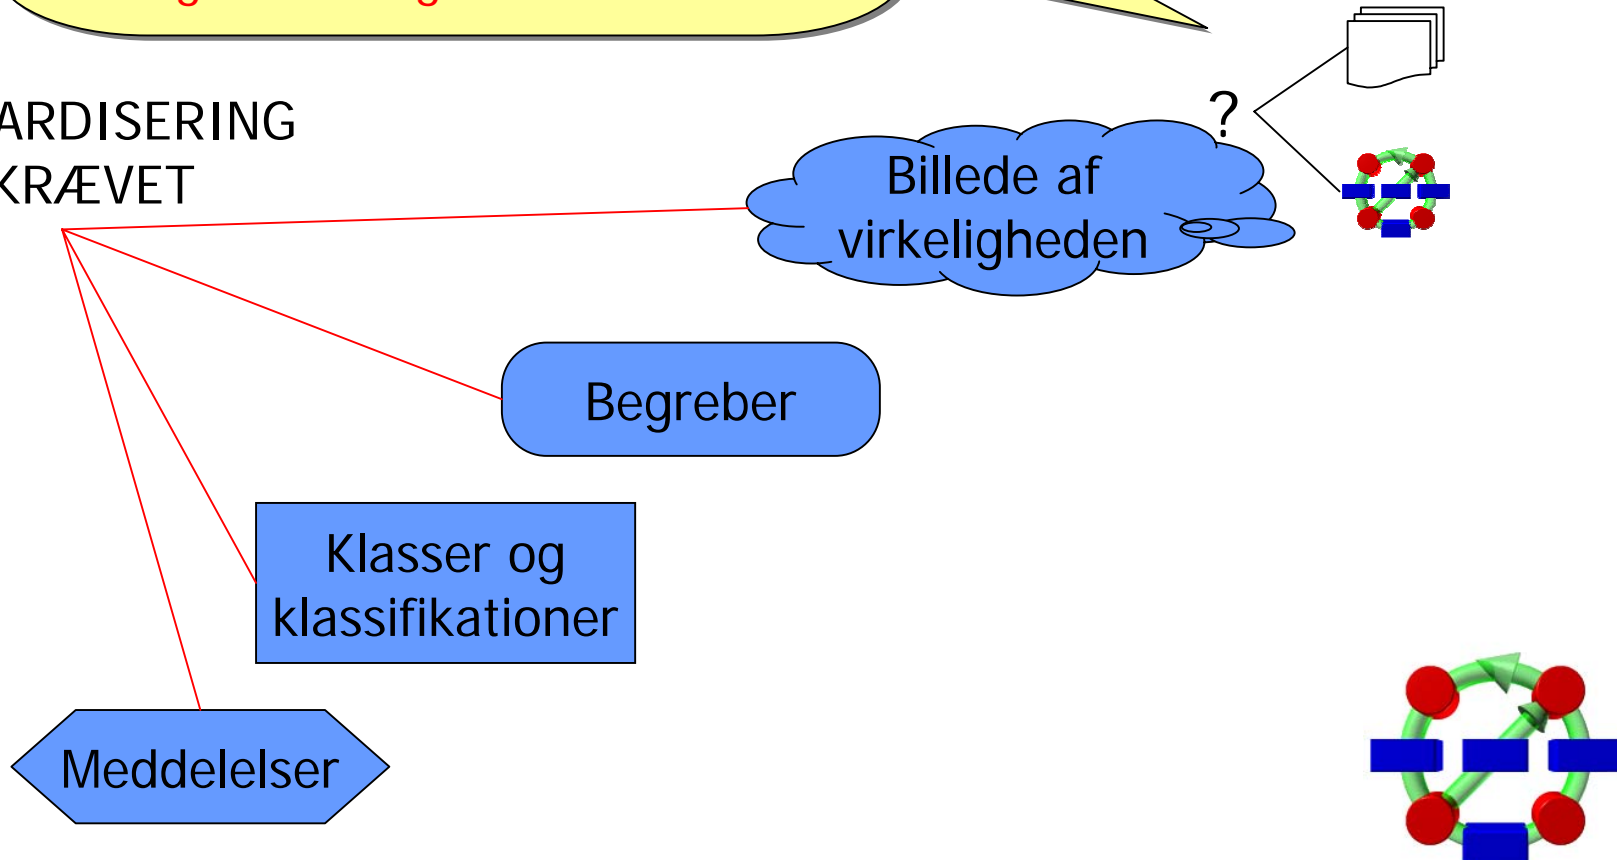 ARDISERING
KRÆVET
?
Billede af
virkeligheden
Begreber
Klasser og
klassifikationer
Meddelelser